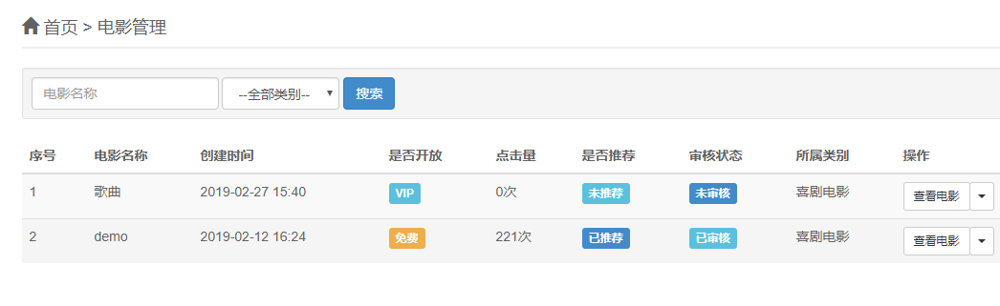 首页 > 电影管理
电影名称 --全部类别-- 搜索
序号 电影名称 创建时间 是否开放 点击量 是否推荐 审核状态 所属类别 操作
1 歌曲 2019-02-27 15:40 VIP 0次 未推荐 未审核 喜剧电影 查看电影
2 demo 2019-02-12 16:24 免费 221次 已推荐 已审核 喜剧电影 查看电影